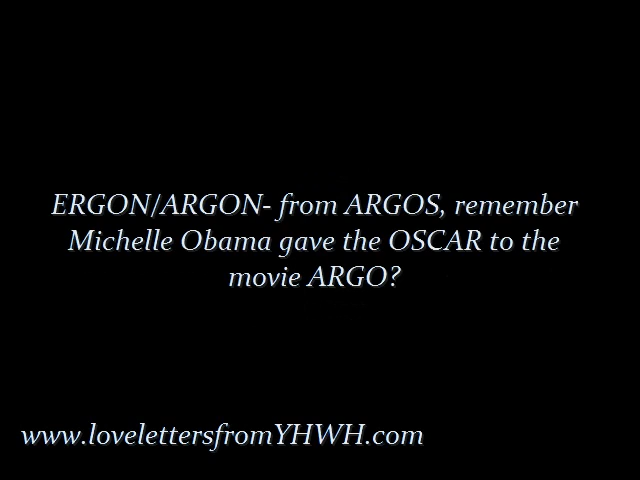 ERGON/ARGON- from ARGOS, remember
Michelle Obama gave the OSCAR to the
movie ARGO?
www.lovelettersfromYHWH.com